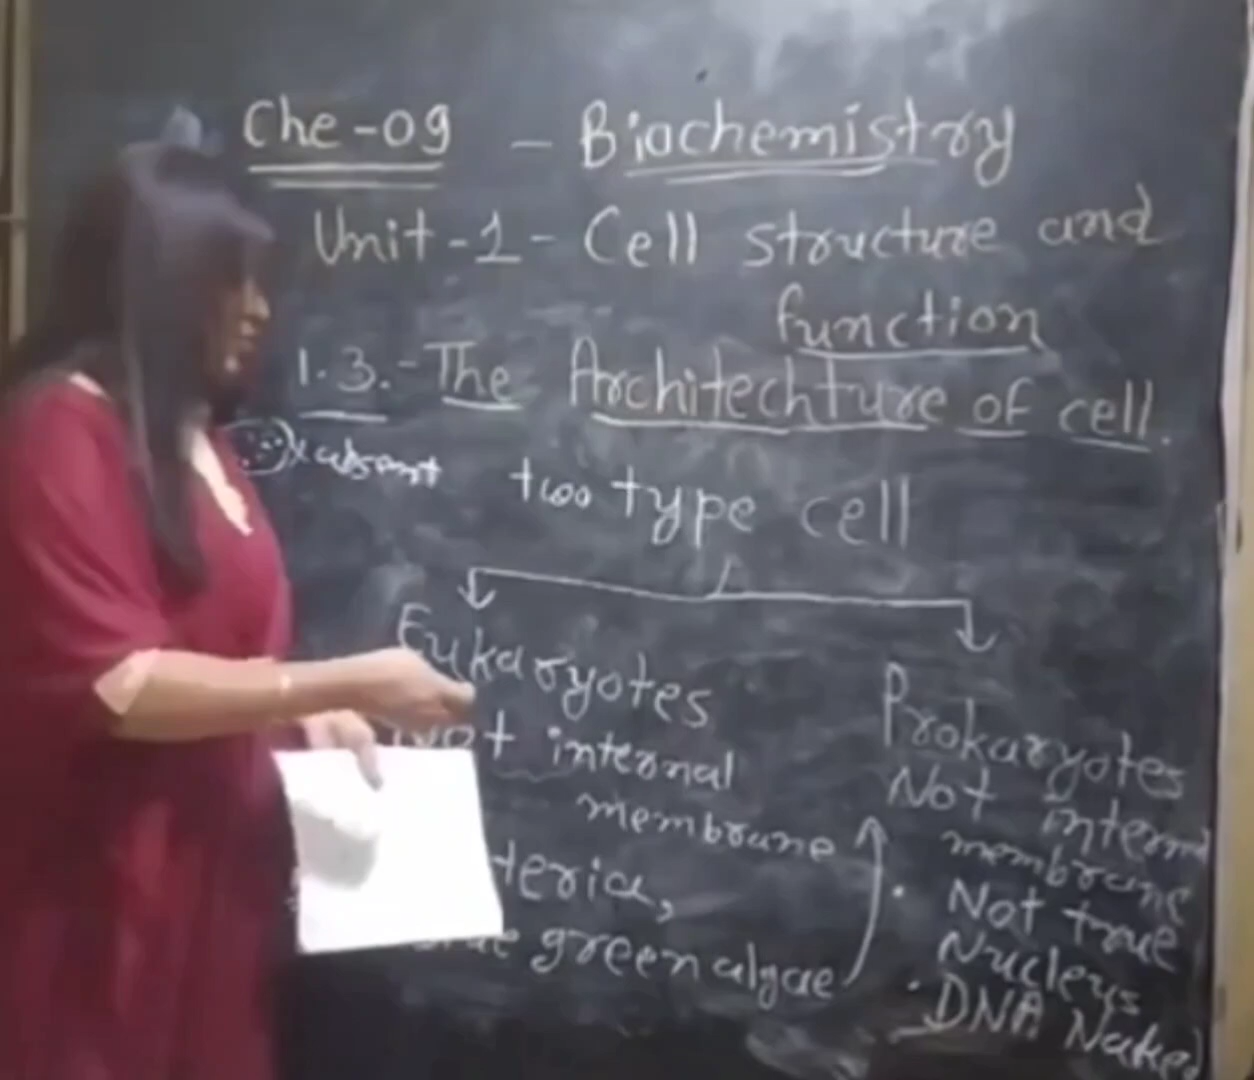 Che-09 - Biochemistry
Unit-1- Cell structure and
function
1.3.- The Architechture of cell.
x absent
two type cell
Eukaryotes
Not internal
membrane
teria,
green algae
Prokaryotes
Not internal
membrane
. Not true
Nucleus
. DNA Naked